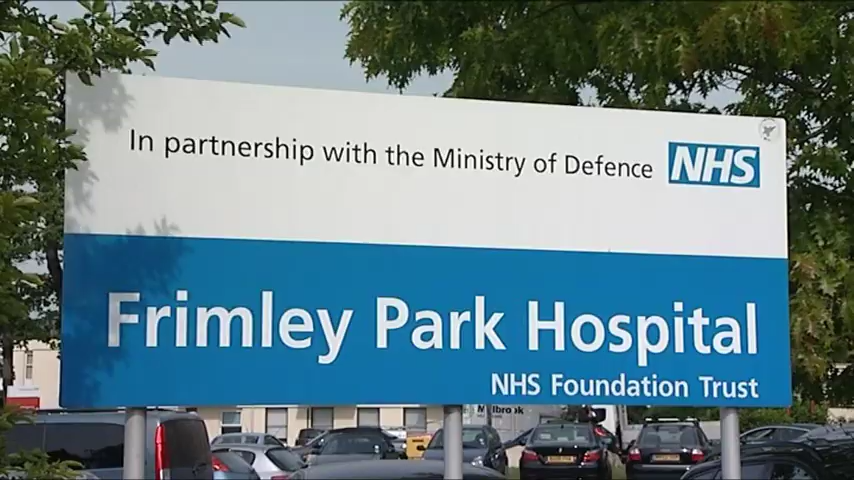 In partnership with the Ministry of Defence
NHS
Frimley Park Hospital
NHS Foundation Trust